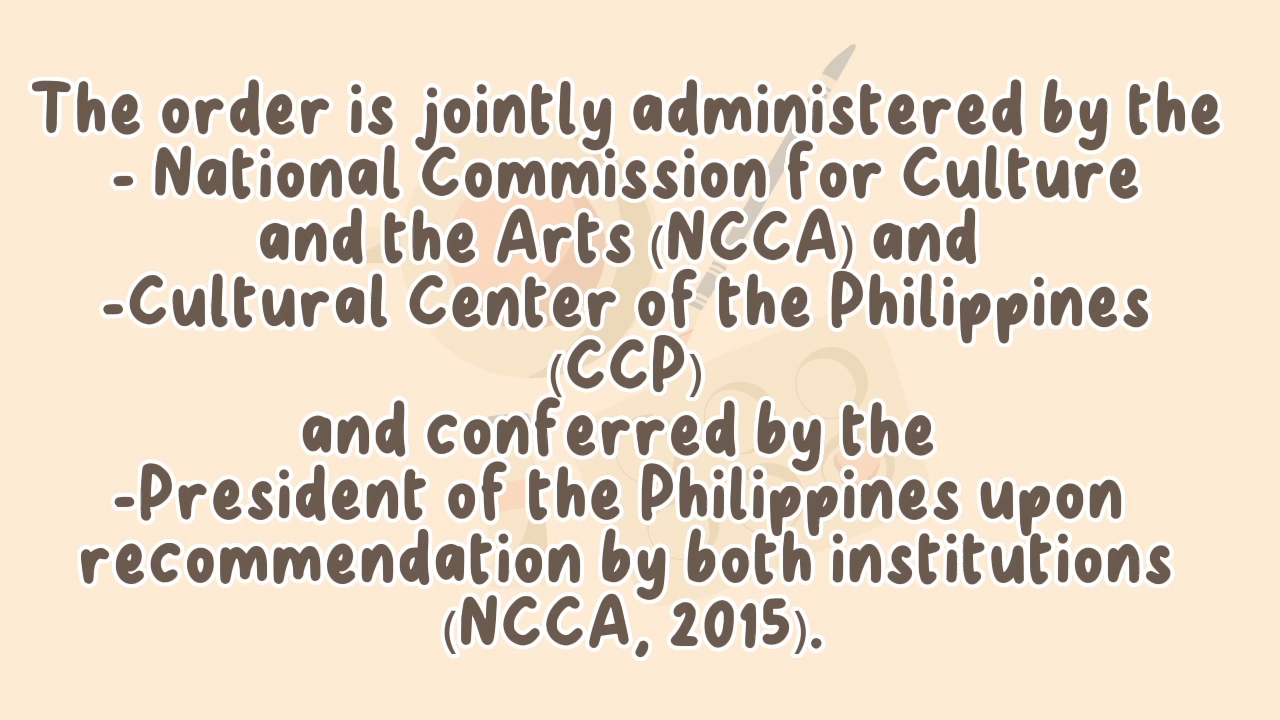 The order is jointly administered by the
- National Commission for Culture
and the Arts (NCCA) and
-Cultural Center of the Philippines
(CCP)
and conferred by the
-President of the Philippines upon
recommendation by both institutions
(NCCA, 2015).